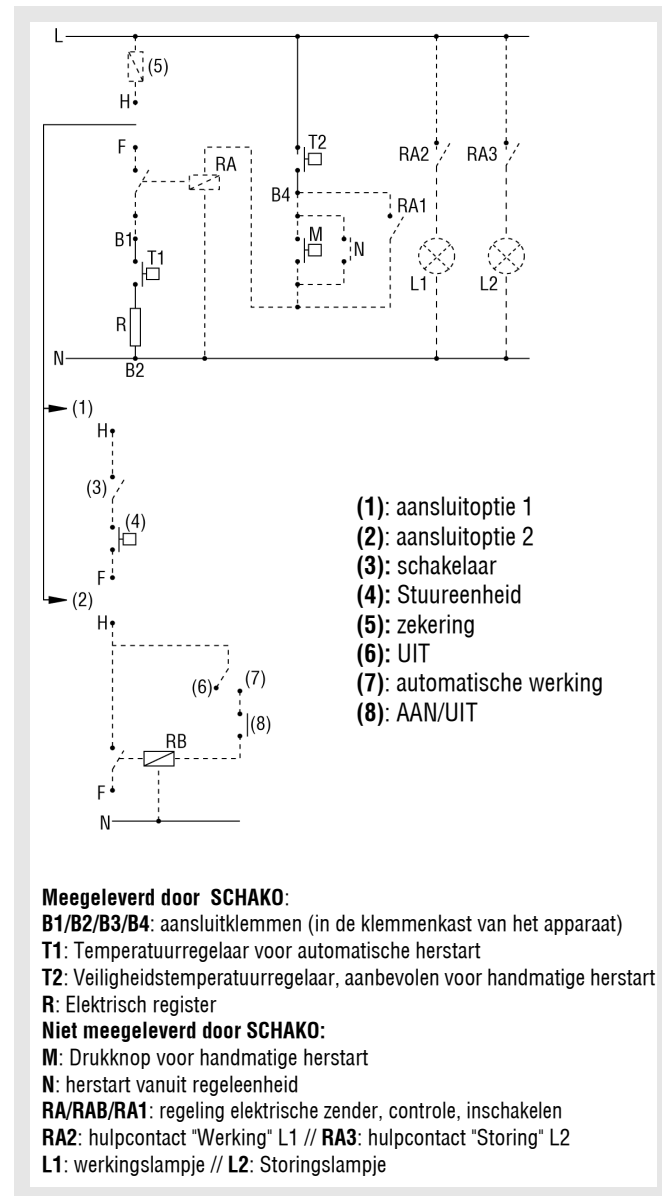 L
(5)
H
F
RA
T2
RA2
RA3
B4
RA1
B1
M
N
T1
L1
L2
R
N
B2
(1)
H
(3)
(4)
F
(2)
H
(6)
(7)
(8)
RB
F
N
(1): aansluitoptie 1
(2): aansluitoptie 2
(3): schakelaar
(4): Stuureenheid
(5): zekering
(6): UIT
(7): automatische werking
(8): AAN/UIT
Meegeleverd door SCHAKO:
B1/B2/B3/B4: aansluitklemmen (in de klemmenkast van het apparaat)
T1: Temperatuurregelaar voor automatische herstart
T2: Veiligheidstemperatuurregelaar, aanbevolen voor handmatige herstart
R: Elektrisch register
Niet meegeleverd door SCHAKO:
M: Drukknop voor handmatige herstart
N: herstart vanuit regeleenheid
RA/RAB/RA1: regeling elektrische zender, controle, inschakelen
RA2: hulpcontact "Werking" L1 // RA3: hulpcontact "Storing" L2
L1: werkingslampje // L2: Storingslampje